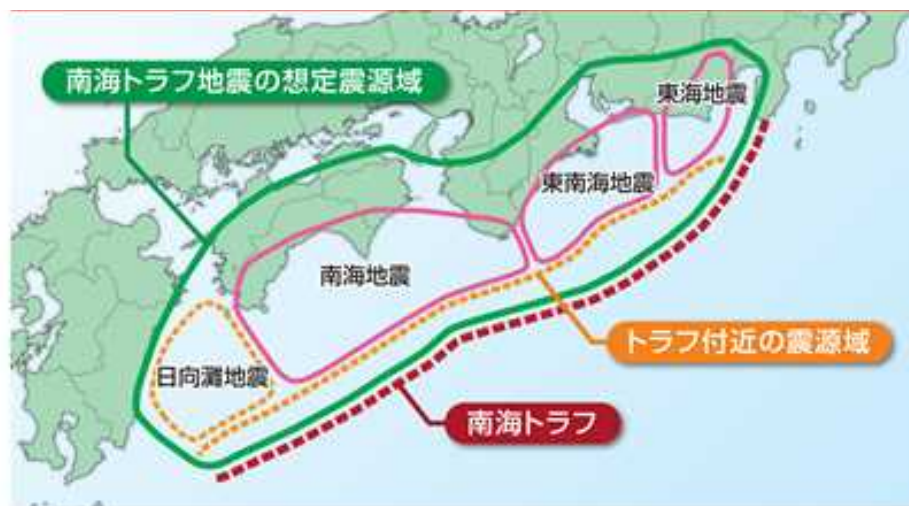 南海トラフ地震の想定震源域
東海地震
東南海地震
南海地震
トラフ付近の震源域
日向灘地震
南海トラフ